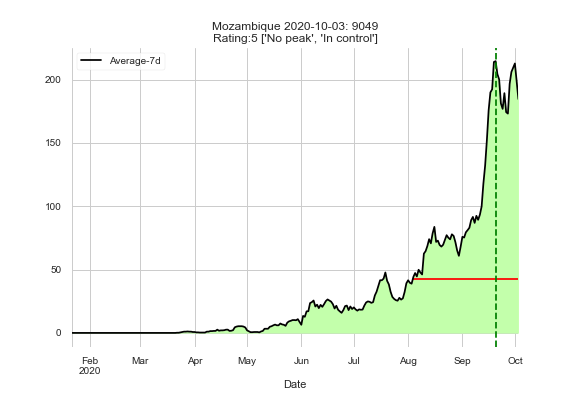 Mozambique 2020-10-03: 9049
Rating:5 ['No peak', 'In control']
Average-7d
200
150
100
50
0
Feb Mar Apr May Jun Jul Aug Sep Oct
2020
Date